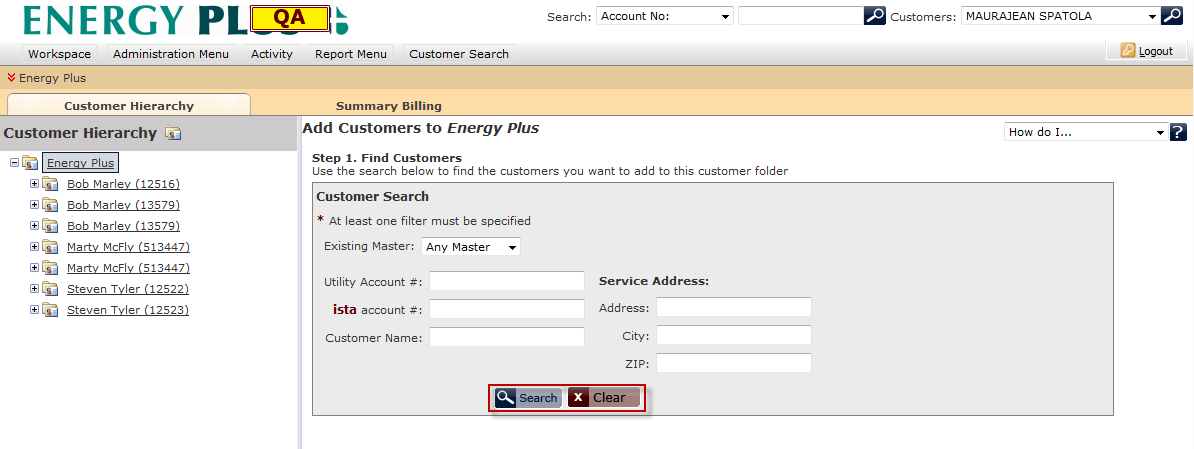 ENERGY PL QA
Search: Account No: Customers: MAURAJEAN SPATOLA
Workspace Administration Menu Activity Report Menu Customer Search Logout
Energy Plus
Customer Hierarchy Summary Billing
Customer Hierarchy
Energy Plus
Bob Marley (12516)
Bob Marley (13579)
Bob Marley (13579)
Marty McFly (513447)
Marty McFly (513447)
Steven Tyler (12522)
Steven Tyler (12523)
Add Customers to Energy Plus
How do I... ?
Step 1. Find Customers
Use the search below to find the customers you want to add to this customer folder
Customer Search
* At least one filter must be specified
Existing Master: Any Master
Utility Account #:
ista account #:
Customer Name:
Service Address:
Address:
City:
ZIP:
Search X Clear